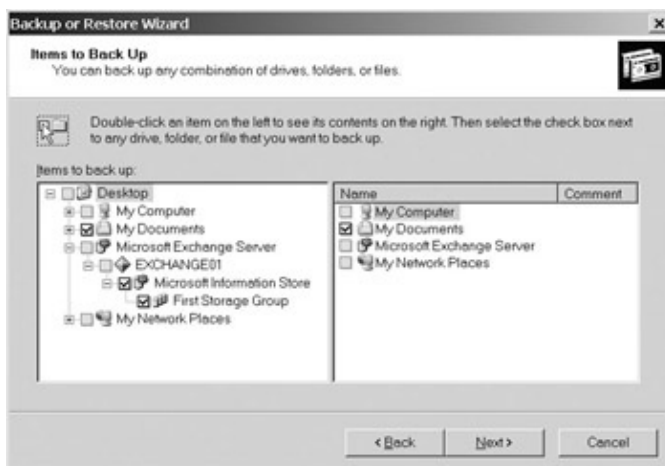 Backup or Restore Wizard
Items to Back Up
You can back up any combination of drives, folders, or files.
Double-click an item on the left to see its contents on the right. Then select the check box next
to any drive, folder, or file that you want to back up.
Items to back up:
Desktop
My Computer
My Documents
Microsoft Exchange Server
EXCHANGE01
Microsoft Information Store
First Storage Group
My Network Places
Name Comment
My Computer
My Documents
Microsoft Exchange Server
My Network Places
< Back Next > Cancel